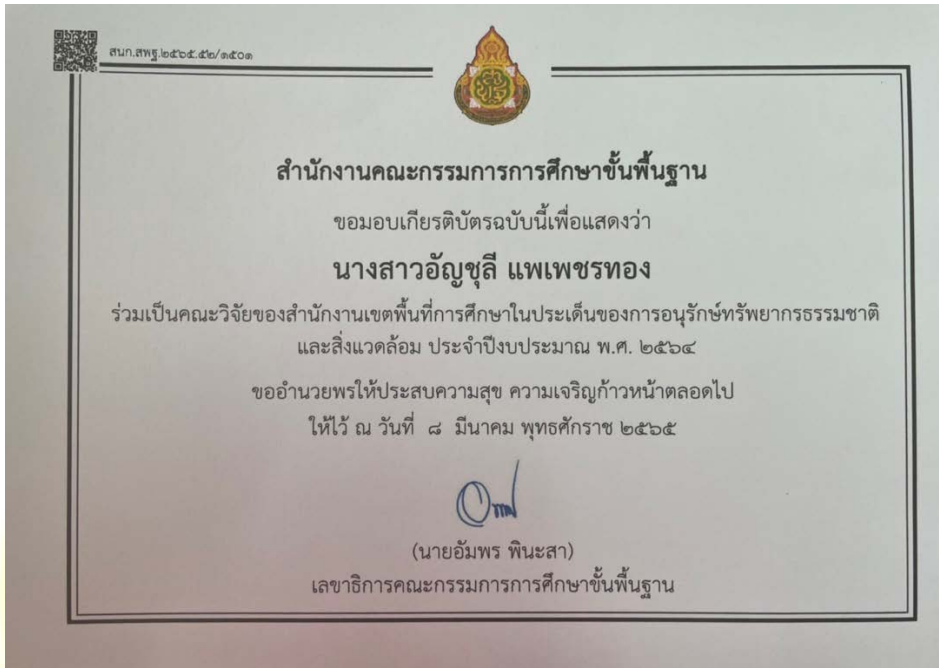 สนก.สพฐ.๒๕๖๕.๕๒/๑๕๐๑
สำนักงานคณะกรรมการการศึกษาขั้นพื้นฐาน
ขอมอบเกียรติบัตรฉบับนี้เพื่อแสดงว่า
นางสาวอัญชุลี แพเพชรทอง
ร่วมเป็นคณะวิจัยของสำนักงานเขตพื้นที่การศึกษาในประเด็นของการอนุรักษ์ทรัพยากรธรรมชาติ
และสิ่งแวดล้อม ประจำปีงบประมาณ พ.ศ. ๒๕๖๔
ขออำนวยพรให้ประสบความสุข ความเจริญก้าวหน้าตลอดไป
ให้ไว้ ณ วันที่ ๘ มีนาคม พุทธศักราช ๒๕๖๕
(นายอัมพร พินะสา)
เลขาธิการคณะกรรมการการศึกษาขั้นพื้นฐาน